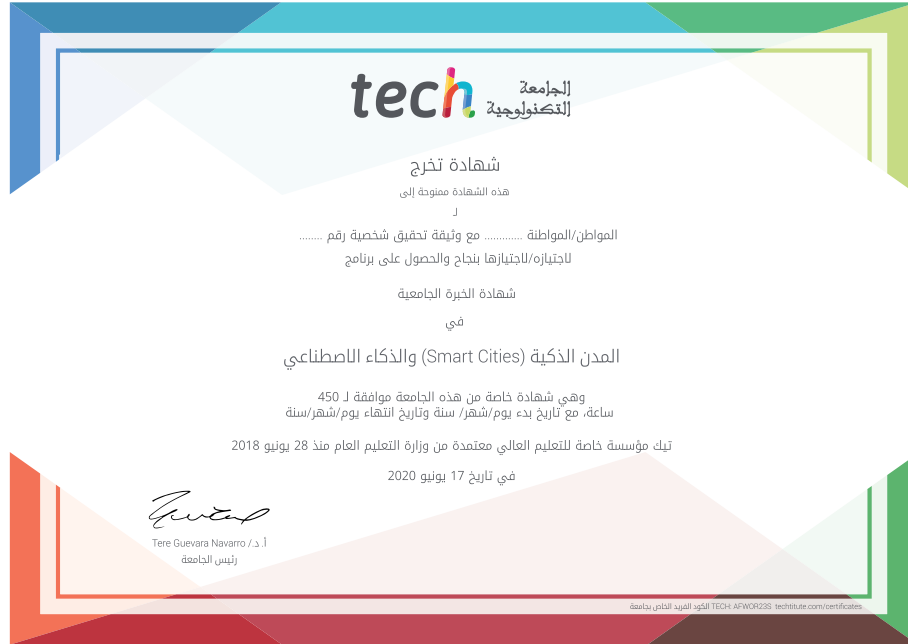 tech الجامعة
التكنولوجية
شهادة تخرج
هذه الشهادة ممنوحة إلى
لـ
المواطن/المواطنة ............ مع وثيقة تحقيق شخصية رقم ........
لاجتيازه/لاجتيازها بنجاح والحصول على برنامج
شهادة الخبرة الجامعية
في
المدن الذكية (Smart Cities) والذكاء الاصطناعي
وهي شهادة خاصة من هذه الجامعة موافقة لـ 450
ساعة، مع تاريخ بدء يوم/شهر/ سنة وتاريخ انتهاء يوم/شهر/سنة
تيك مؤسسة خاصة للتعليم العالي معتمدة من وزارة التعليم العام منذ 28 يونيو 2018
في تاريخ 17 يونيو 2020
أ. د./ Tere Guevara Navarro
رئيس الجامعة
الكود الفريد الخاص بجامعة TECH: AFWOR23S techtitute.com/certificates